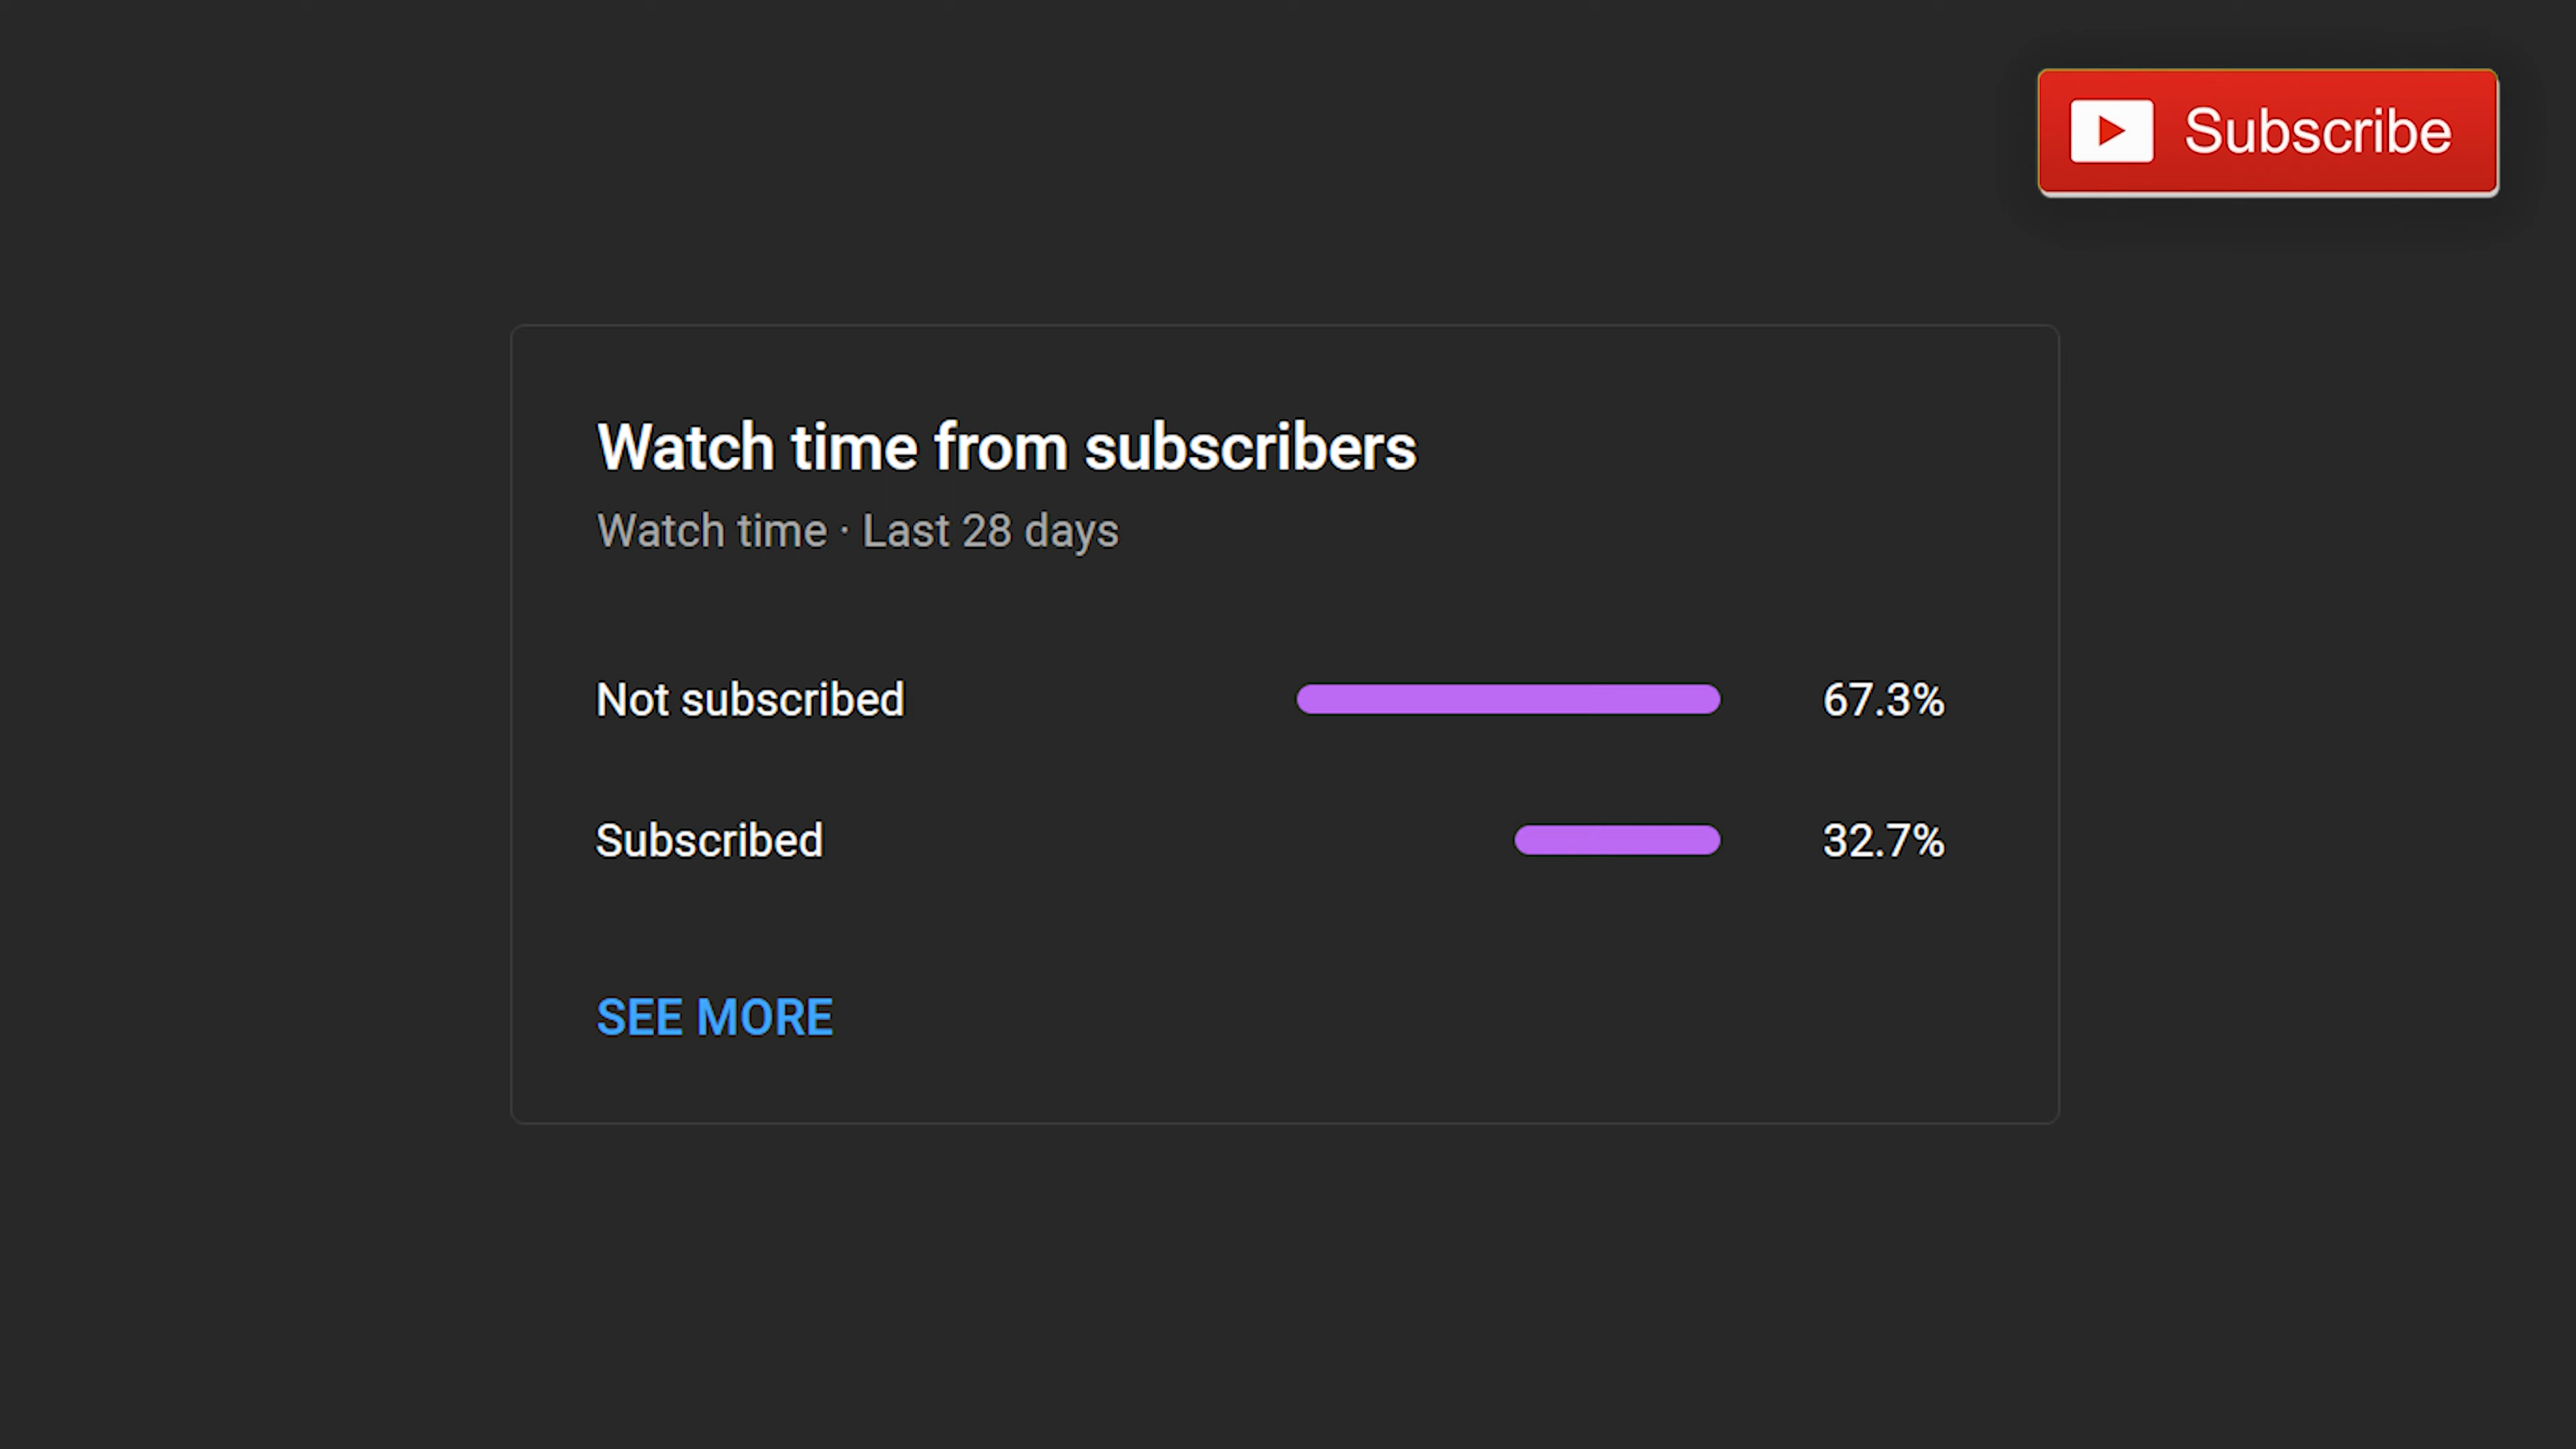 Subscribe
Watch time from subscribers
Watch time · Last 28 days
Not subscribed 67.3%
Subscribed 32.7%
SEE MORE